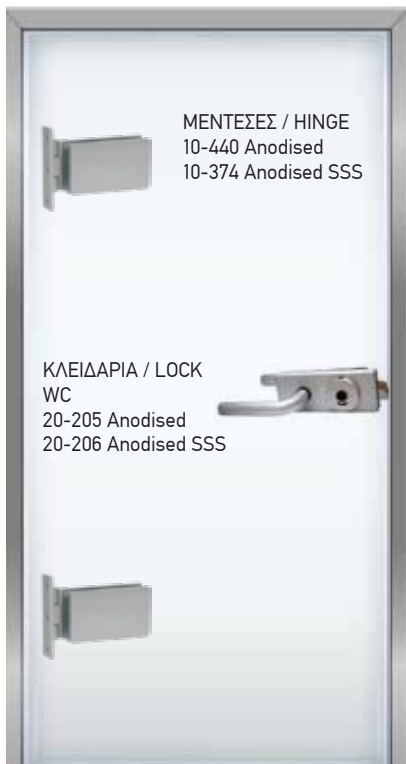 ΜΕΝΤΕΣΕΣ / HINGE
10-440 Anodised
10-374 Anodised SSS
ΚΛΕΙΔΑΡΙΑ / LOCK
WC
20-205 Anodised
20-206 Anodised SSS